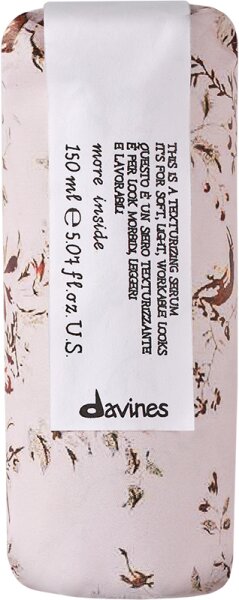 THIS IS A TEXTURIZING SERUM
IT'S FOR SOFT, LIGHT, WORKABLE LOOKS
QUESTO È UN SIERO TEXTURIZZANTE
È PER LOOK MORBIDI, LEGGERI
E LAVORABILI
more inside
150 ml e 5.07 fl.oz U.S.
davines